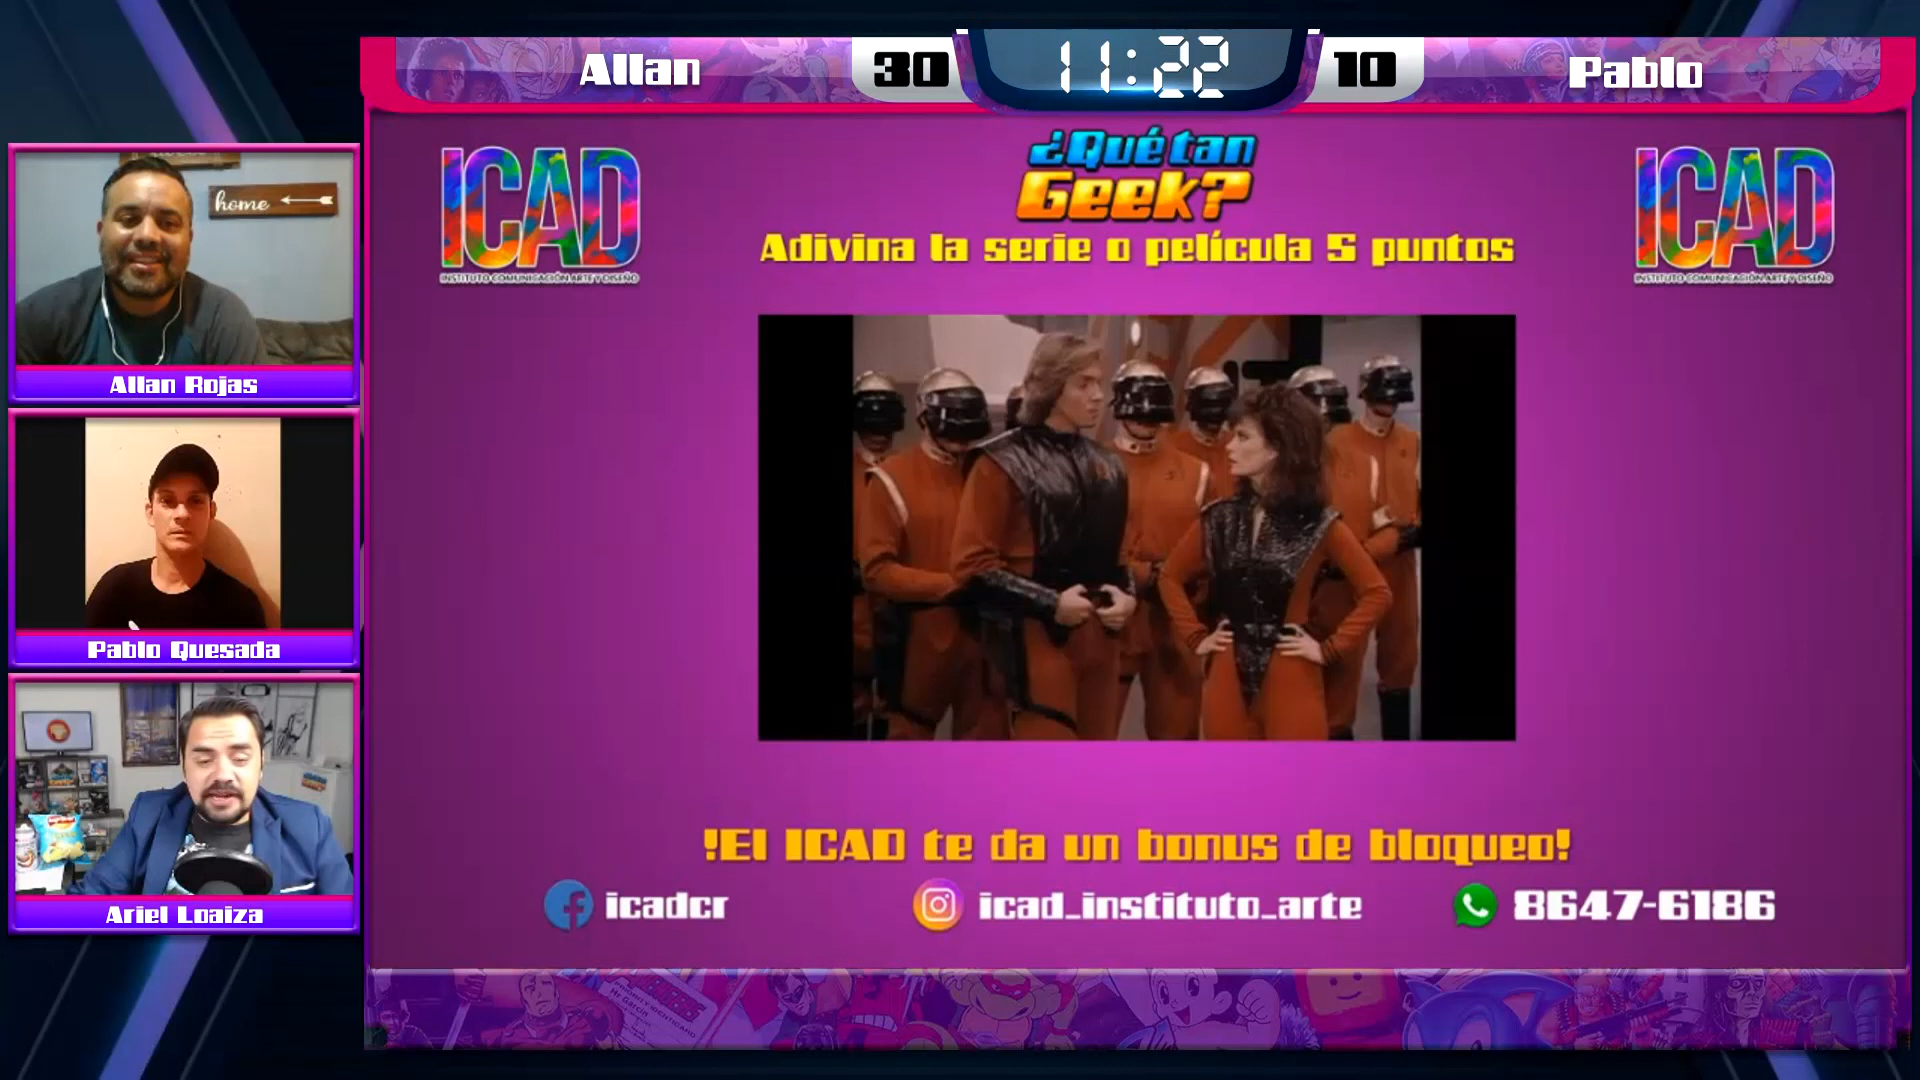 Allan
30
11:22
10
Pablo
ICAD
INSTITUTO COMUNICACIÓN ARTE Y DISEÑO
¿Qué tan
Geek?
ICAD
INSTITUTO COMUNICACIÓN ARTE Y DISEÑO
Adivina la serie o película 5 puntos
home
Allan Rojas
Pablo Quesada
Ariel Loaiza
!El ICAD te da un bonus de bloqueo!
icadcr
icad_instituto_arte
8647-6186